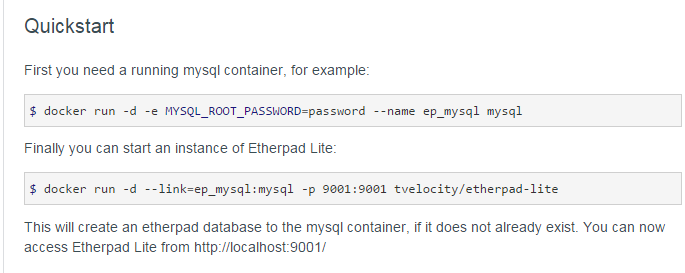 Quickstart
First you need a running mysql container, for example:
$ docker run -d -e MYSQL_ROOT_PASSWORD=password --name ep_mysql mysql
Finally you can start an instance of Etherpad Lite:
$ docker run -d --link=ep_mysql:mysql -p 9001:9001 tvelocity/etherpad-lite
This will create an etherpad database to the mysql container, if it does not already exist. You can now
access Etherpad Lite from http://localhost:9001/